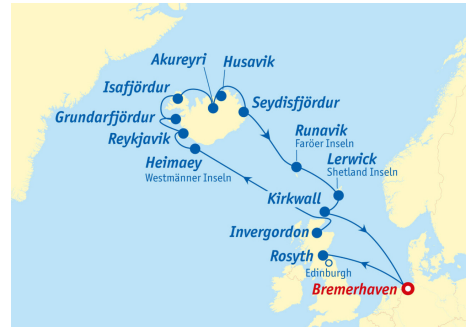 Akureyri
Husavik
Isafjördur
Seydisfjördur
Grundarfjördur
Runavik
Färöer Inseln
Reykjavik
Lerwick
Shetland Inseln
Heimaey
Westmänner Inseln
Kirkwall
Invergordon
Rosyth
Edinburgh
Bremerhaven